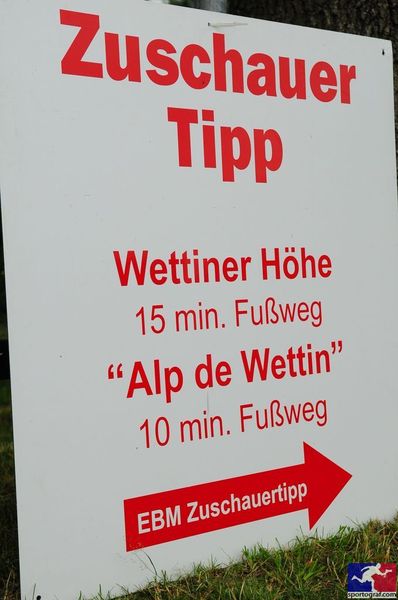 Zuschauer
Tipp
Wettiner Höhe
15 min. Fußweg
“Alp de Wettin”
10 min. Fußweg
EBM Zuschauertipp
sportograf.com